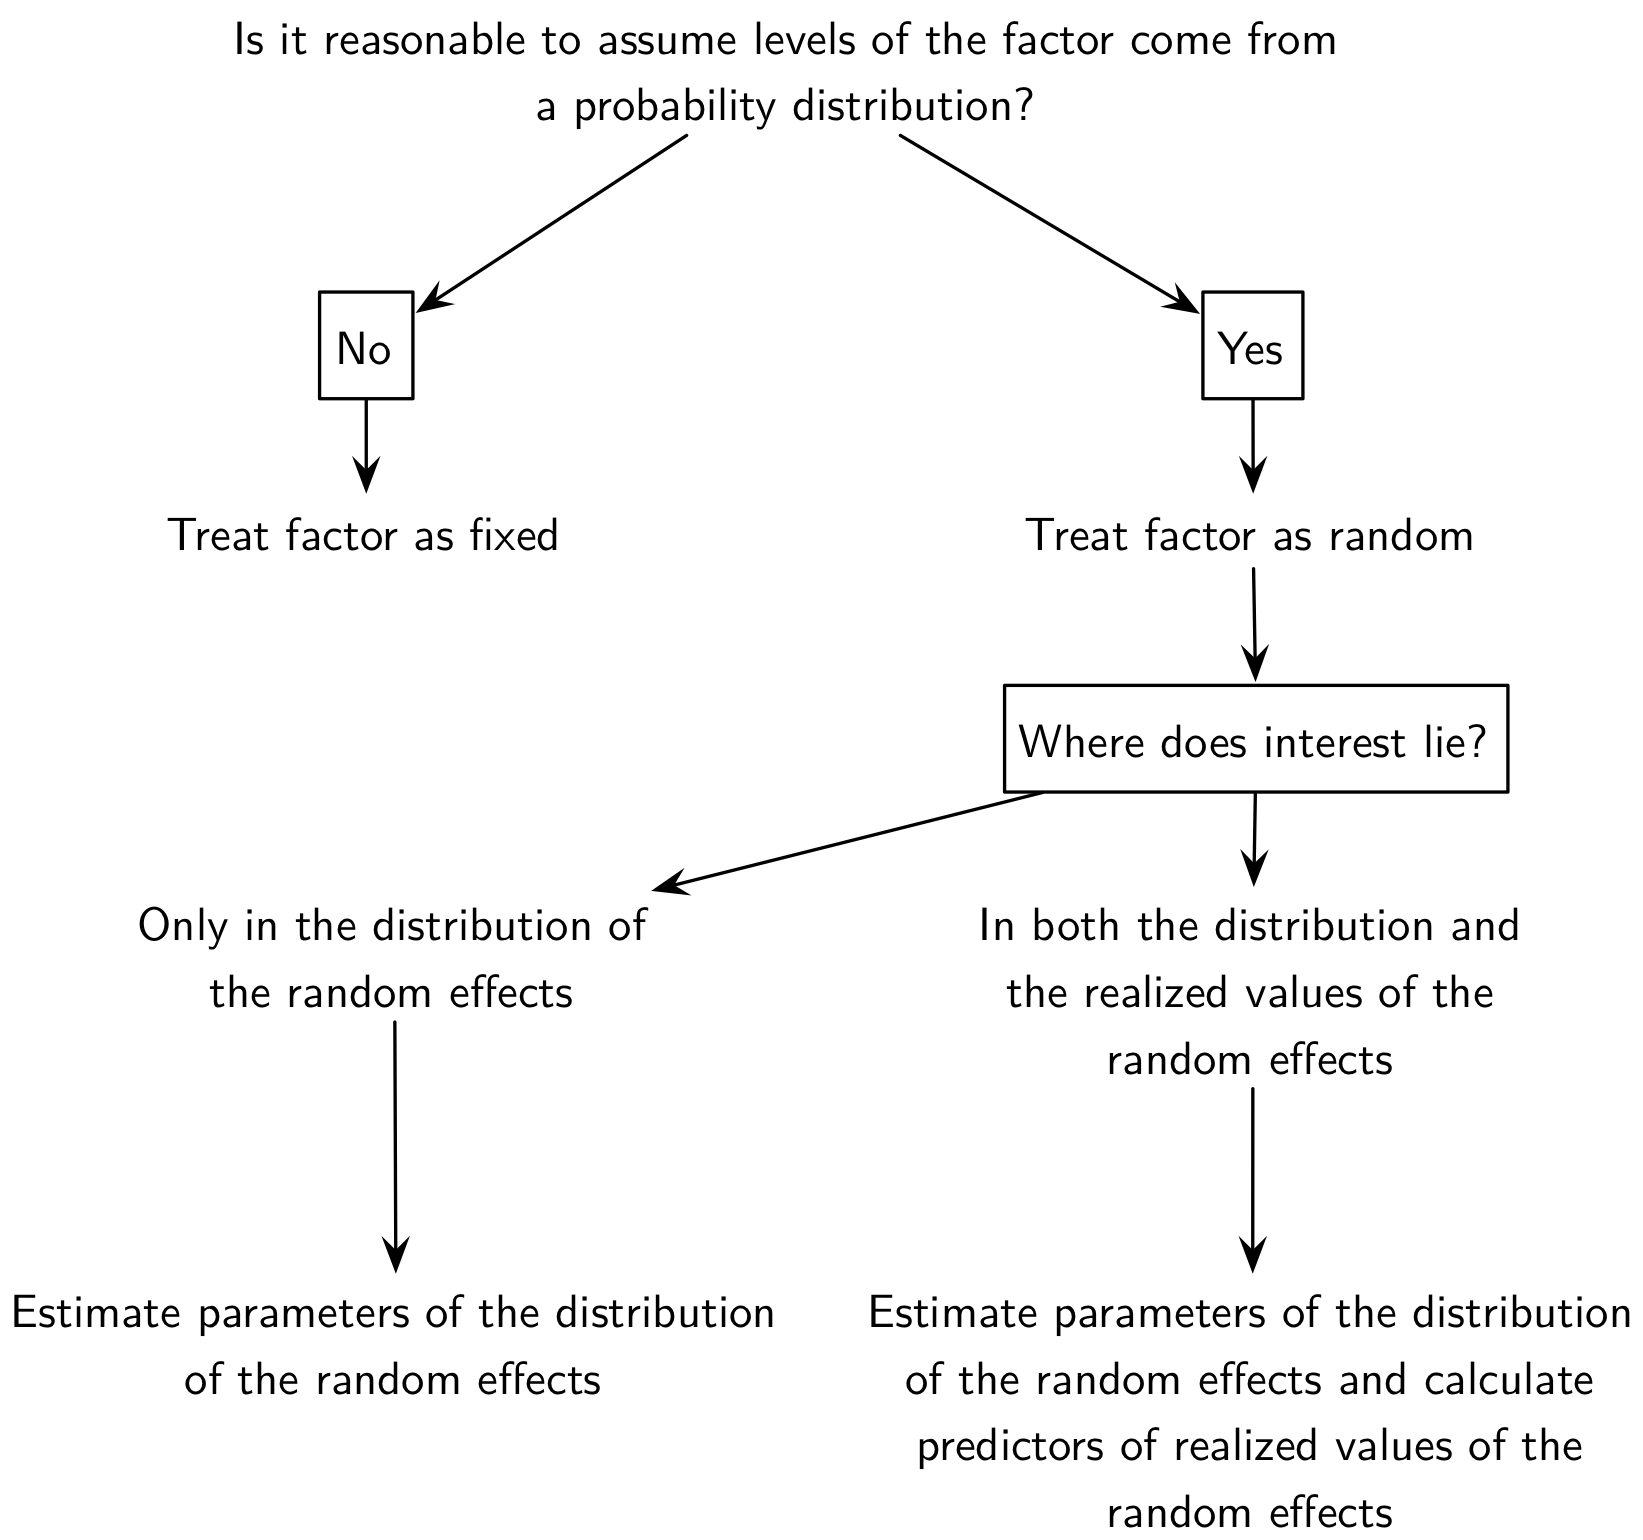 Is it reasonable to assume levels of the factor come from
a probability distribution?
No
Yes
Treat factor as fixed
Treat factor as random
Where does interest lie?
Only in the distribution of
the random effects
In both the distribution and
the realized values of the
random effects
Estimate parameters of the distribution
of the random effects
Estimate parameters of the distribution
of the random effects and calculate
predictors of realized values of the
random effects